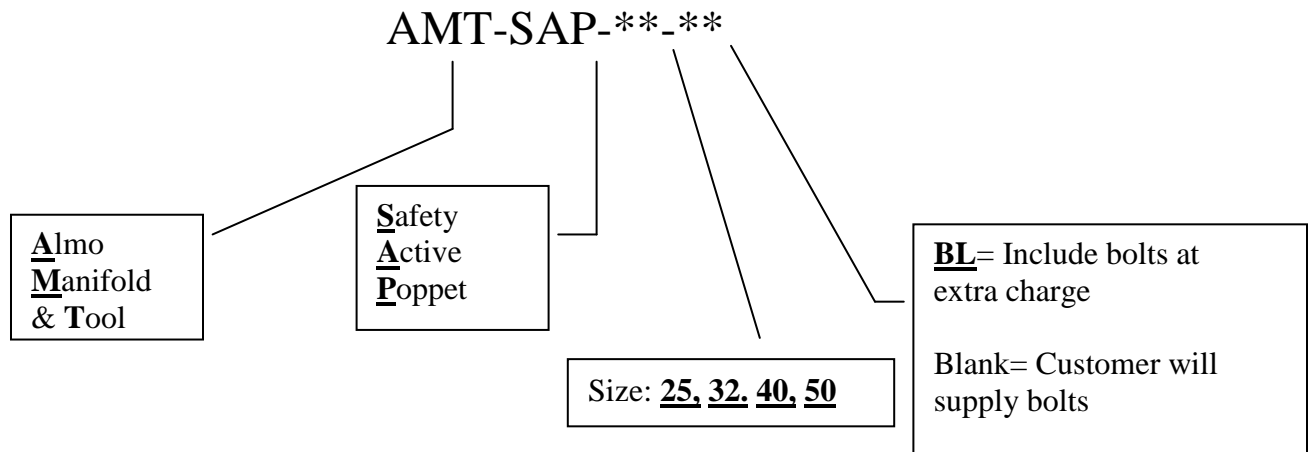 AMT-SAP-**-**
Almo
Manifold
& Tool
Safety
Active
Poppet
BL= Include bolts at
extra charge
Blank= Customer will
supply bolts
Size: 25, 32. 40, 50